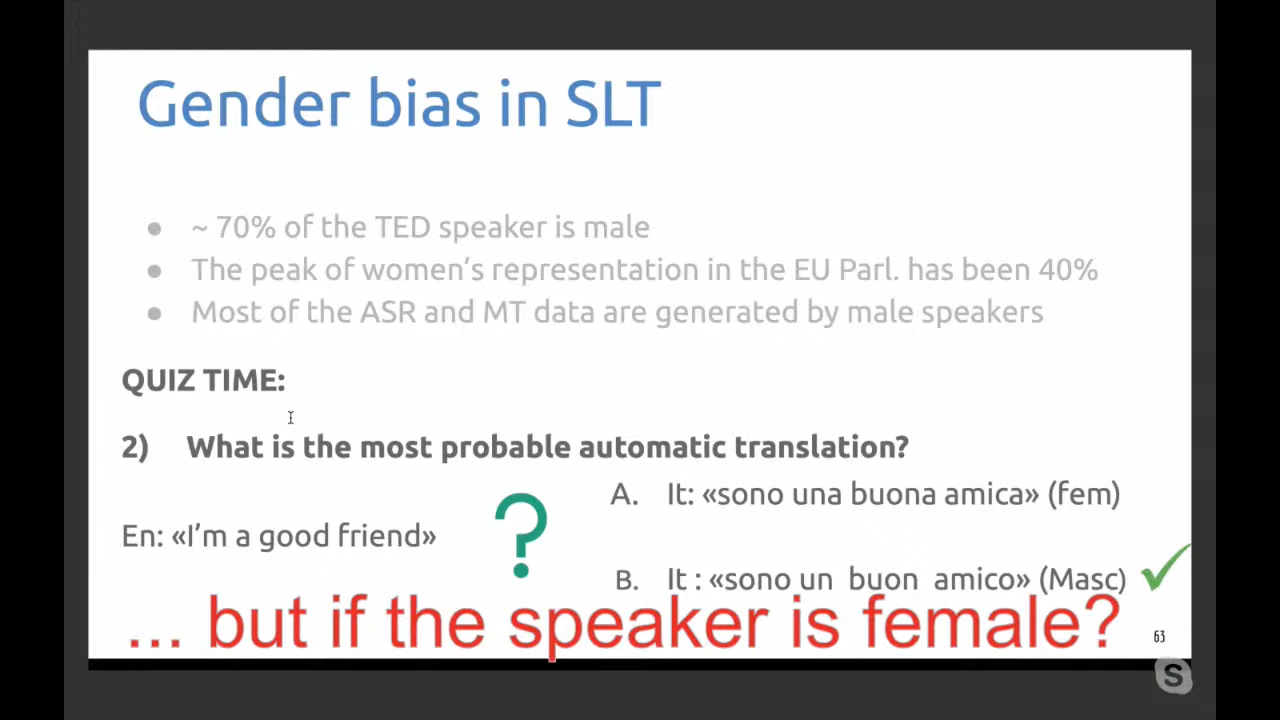 Gender bias in SLT
● ~ 70% of the TED speaker is male
● The peak of women's representation in the EU Parl. has been 40%
● Most of the ASR and MT data are generated by male speakers
QUIZ TIME:
2) What is the most probable automatic translation?
A. It: «sono una buona amica» (fem)
En: «I'm a good friend»
?
B. It : «sono un buon amico» (Masc)
... but if the speaker is female?
63
S